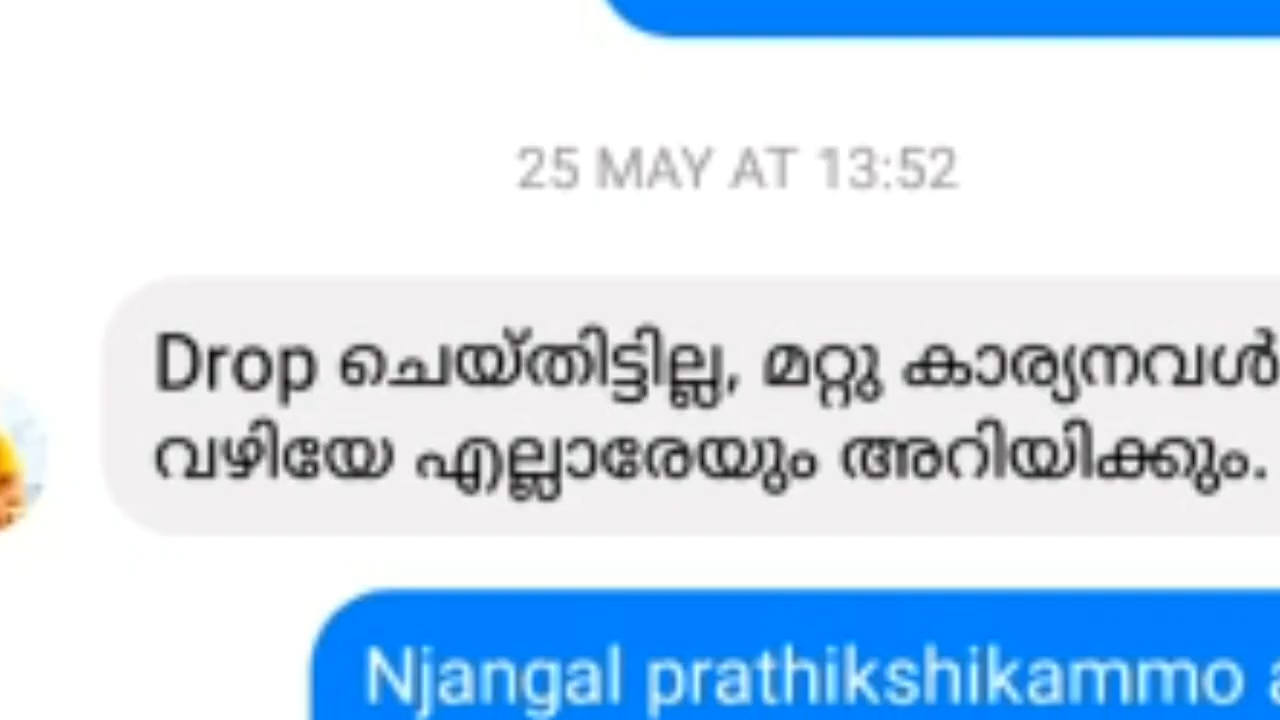 25 MAY AT 13:52
Drop ചെയ്തിട്ടില്ല, മറ്റു കാര്യനവൾ
വഴിയേ എല്ലാരേയും അറിയിക്കും.
Njangal prathikshikammo